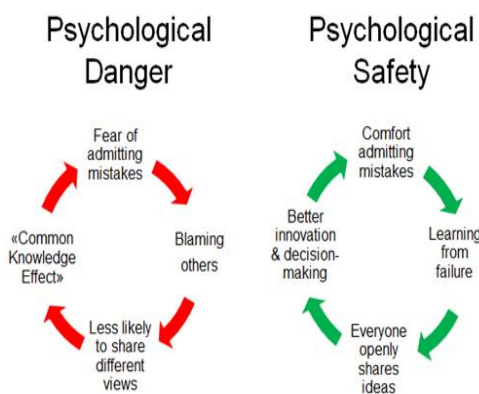 Psychological
Danger
Fear of
admitting
mistakes
Blaming
others
Less likely
to share
different
views
«Common
Knowledge
Effect»
Psychological
Safety
Comfort
admitting
mistakes
Learning
from
failure
Everyone
openly
shares
ideas
Better
innovation
& decision-
making